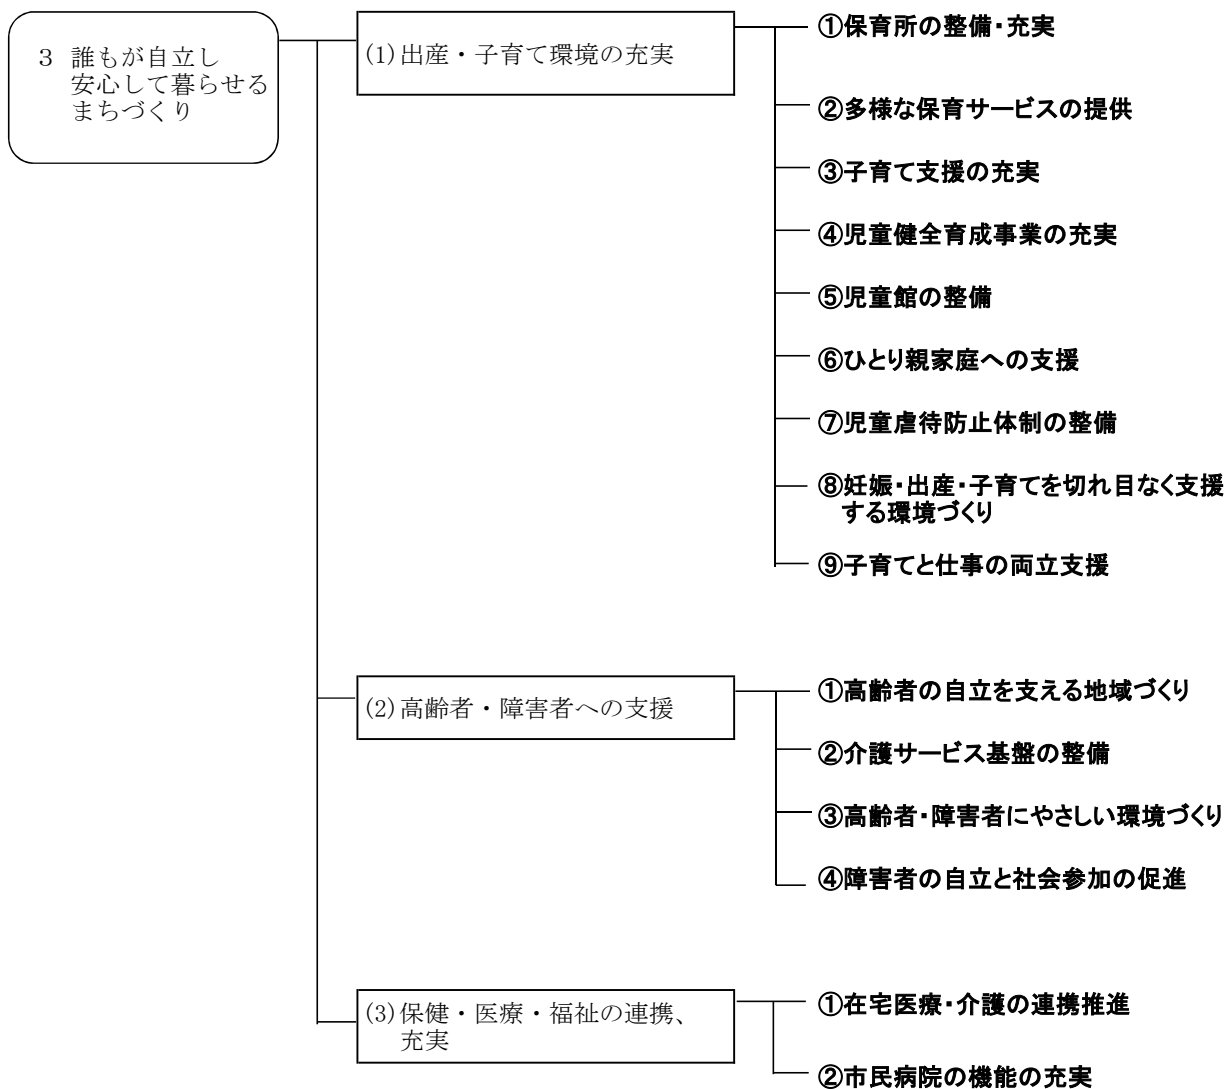 ３ 誰もが自立し
安心して暮らせる
まちづくり
(1)出産・子育て環境の充実
①保育所の整備・充実
②多様な保育サービスの提供
③子育て支援の充実
④児童健全育成事業の充実
⑤児童館の整備
⑥ひとり親家庭への支援
⑦児童虐待防止体制の整備
⑧妊娠・出産・子育てを切れ目なく支援
する環境づくり
⑨子育てと仕事の両立支援
(2)高齢者・障害者への支援
①高齢者の自立を支える地域づくり
②介護サービス基盤の整備
③高齢者・障害者にやさしい環境づくり
④障害者の自立と社会参加の促進
(3)保健・医療・福祉の連携、
充実
①在宅医療・介護の連携推進
②市民病院の機能の充実